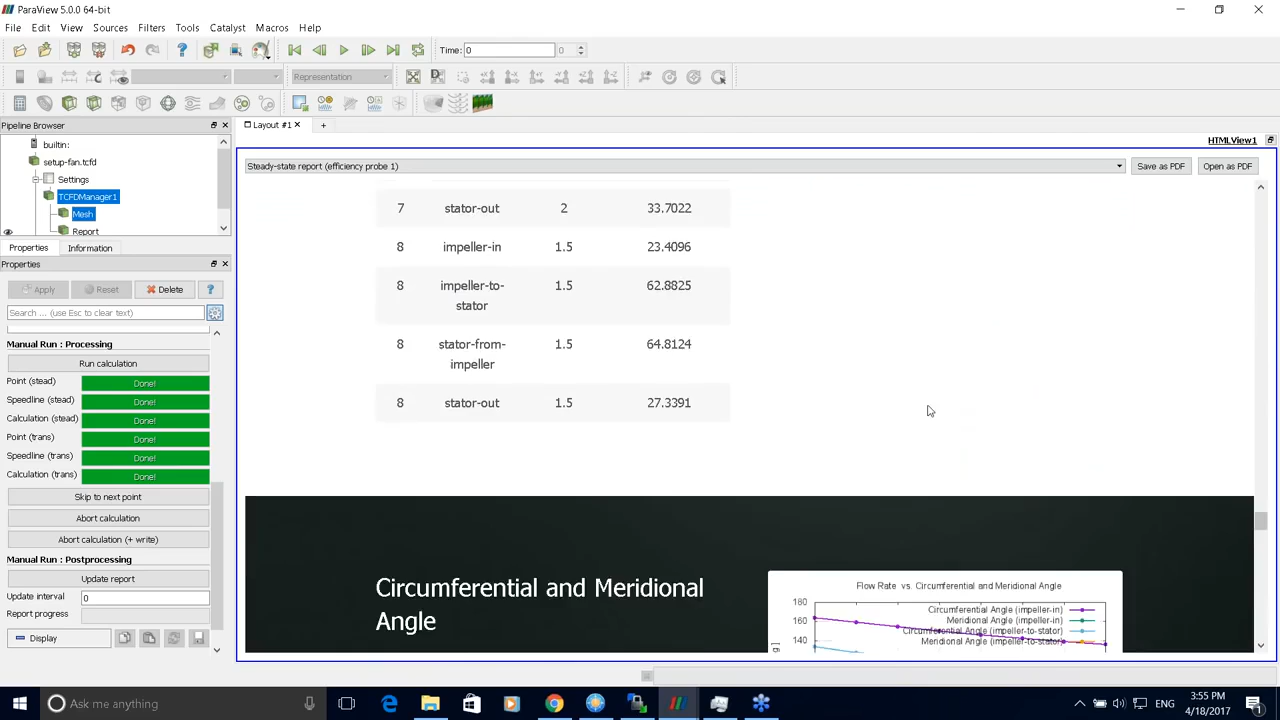 ParaView 5.0.0 64-bit
File Edit View Sources Filters Tools Catalyst Macros Help
Time: 0 0
Representation
Pipeline Browser
Layout #1
+
HTMLView1
builtin:
setup-fan.tcfd
Settings
TCFDManager1
Mesh
Report
Steady-state report (efficiency probe 1)
Save as PDF
Open as PDF
Properties Information
Properties
Apply Reset Delete ?
Search ... (use Esc to clear text)
Manual Run : Processing
Run calculation
Point (stead) Done!
Speedline (stead) Done!
Calculation (stead) Done!
Point (trans) Done!
Speedline (trans) Done!
Calculation (trans) Done!
Skip to next point
Abort calculation
Abort calculation (+ write)
Manual Run : Postprocessing
Update report
Update interval 0
Report progress
Display
7 stator-out 2 33.7022
8 impeller-in 1.5 23.4096
8 impeller-to- 1.5 62.8825
stator
8 stator-from- 1.5 64.8124
impeller
8 stator-out 1.5 27.3391
Circumferential and Meridional
Angle
Flow Rate vs. Circumferential and Meridional Angle
180
160
140
Circumferential Angle (impeller-in)
Meridional Angle (impeller-in)
Circumferential Angle (impeller-to-stator)
Meridional Angle (impeller-to-stator)
Ask me anything
ENG
3:55 PM
4/18/2017